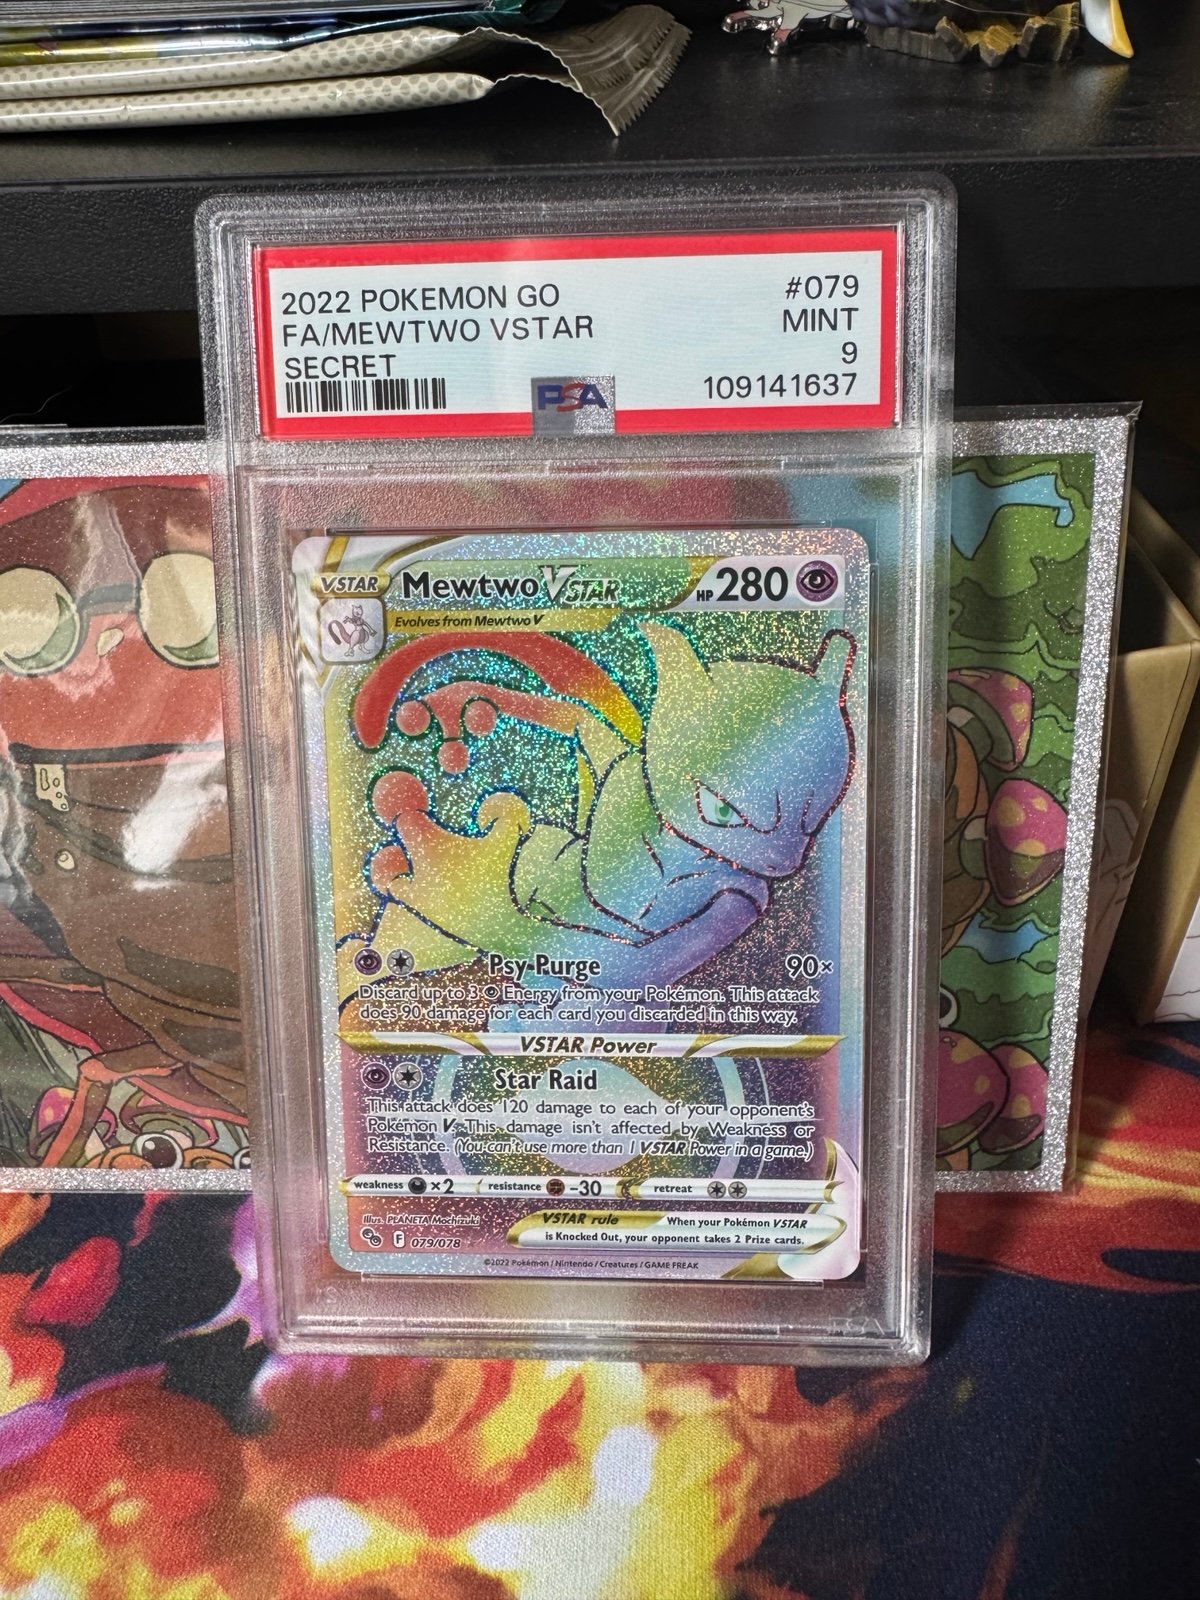 2022 POKEMON GO #079
FA/MEWTWO VSTAR MINT
SECRET 9
PSA 109141637
VSTAR Mewtwo VSTAR HP 280
Evolves from Mewtwo V
Psy Purge 90×
Discard up to 3 Energy from your Pokémon. This attack
does 90 damage for each card you discarded in this way.
VSTAR Power
Star Raid
This attack does 120 damage to each of your opponent's
Pokémon V. This damage isn't affected by Weakness or
Resistance. (You can't use more than 1 VSTAR Power in a game.)
weakness ×2 resistance -30 retreat
Illus. PLANETA Mochizuki
F 079/078
VSTAR rule When your Pokémon VSTAR
is Knocked Out, your opponent takes 2 Prize cards.
©2022 Pokémon / Nintendo / Creatures / GAME FREAK
PSA